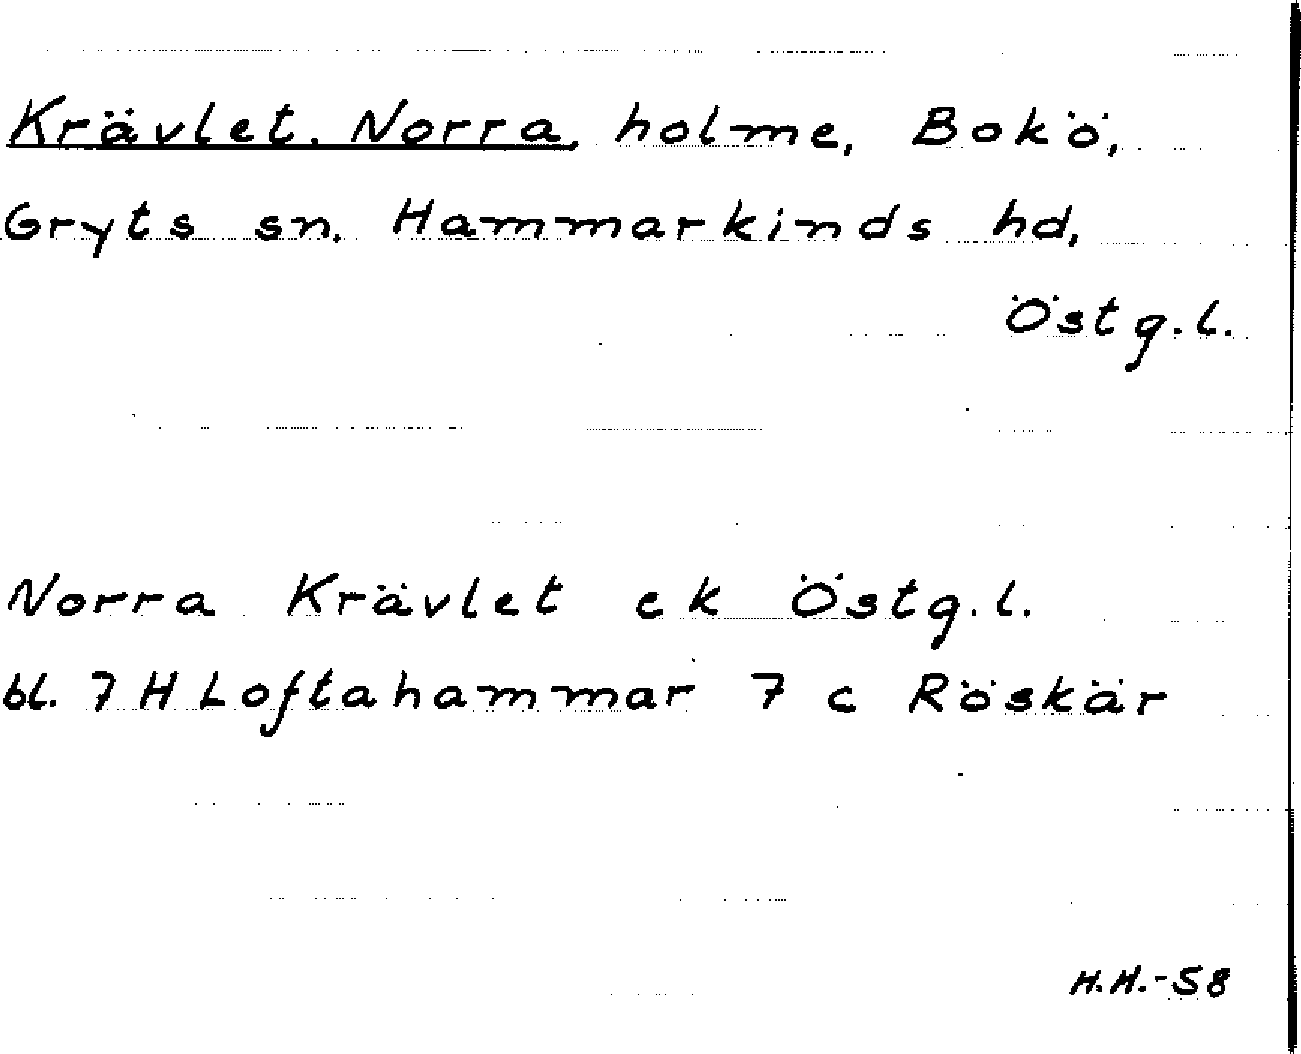 Krävlet. Norra, holme, Bokö,
Gryts sn. Hammarkinds hd,
Östg.l.
Norra Krävlet ek Östg.l.
bl. 7 H Loftahammar 7 c Röskär
H.H.-58